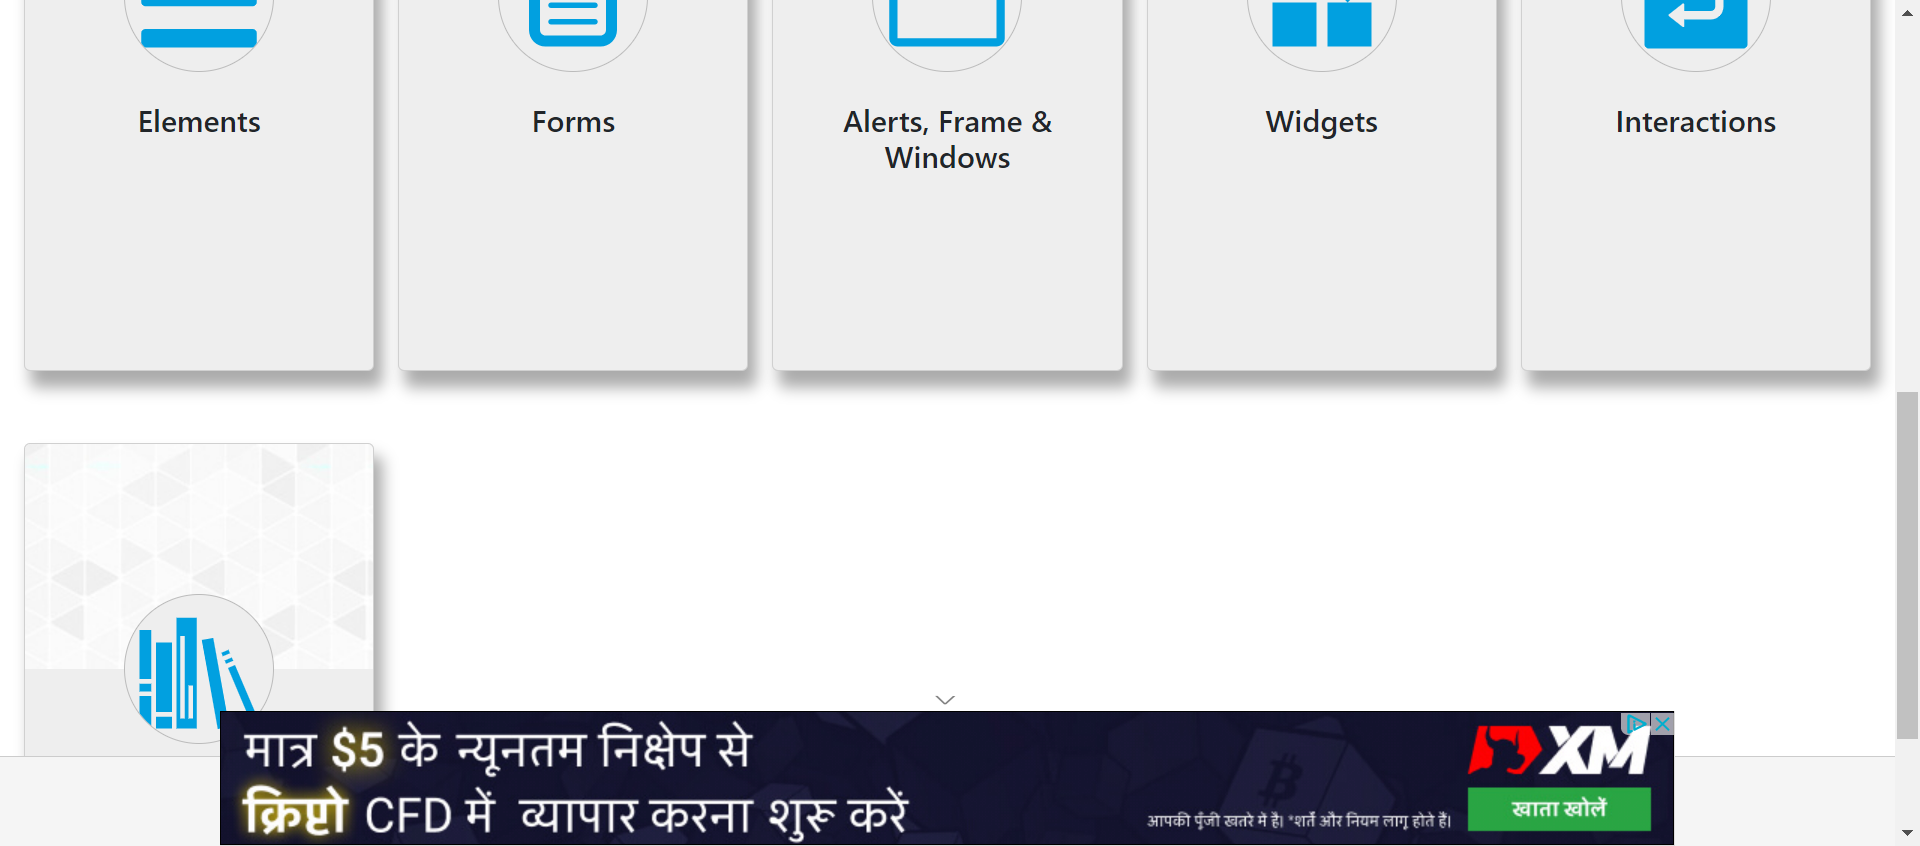 Elements
Forms
Alerts, Frame &
Windows
Widgets
Interactions
मात्र $5 के न्यूनतम निक्षेप से
क्रिप्टो CFD में व्यापार करना शुरू करें
आपकी पूँजी खतरे में है। *शर्तें और नियम लागू होते हैं।
XM
खाता खोलें